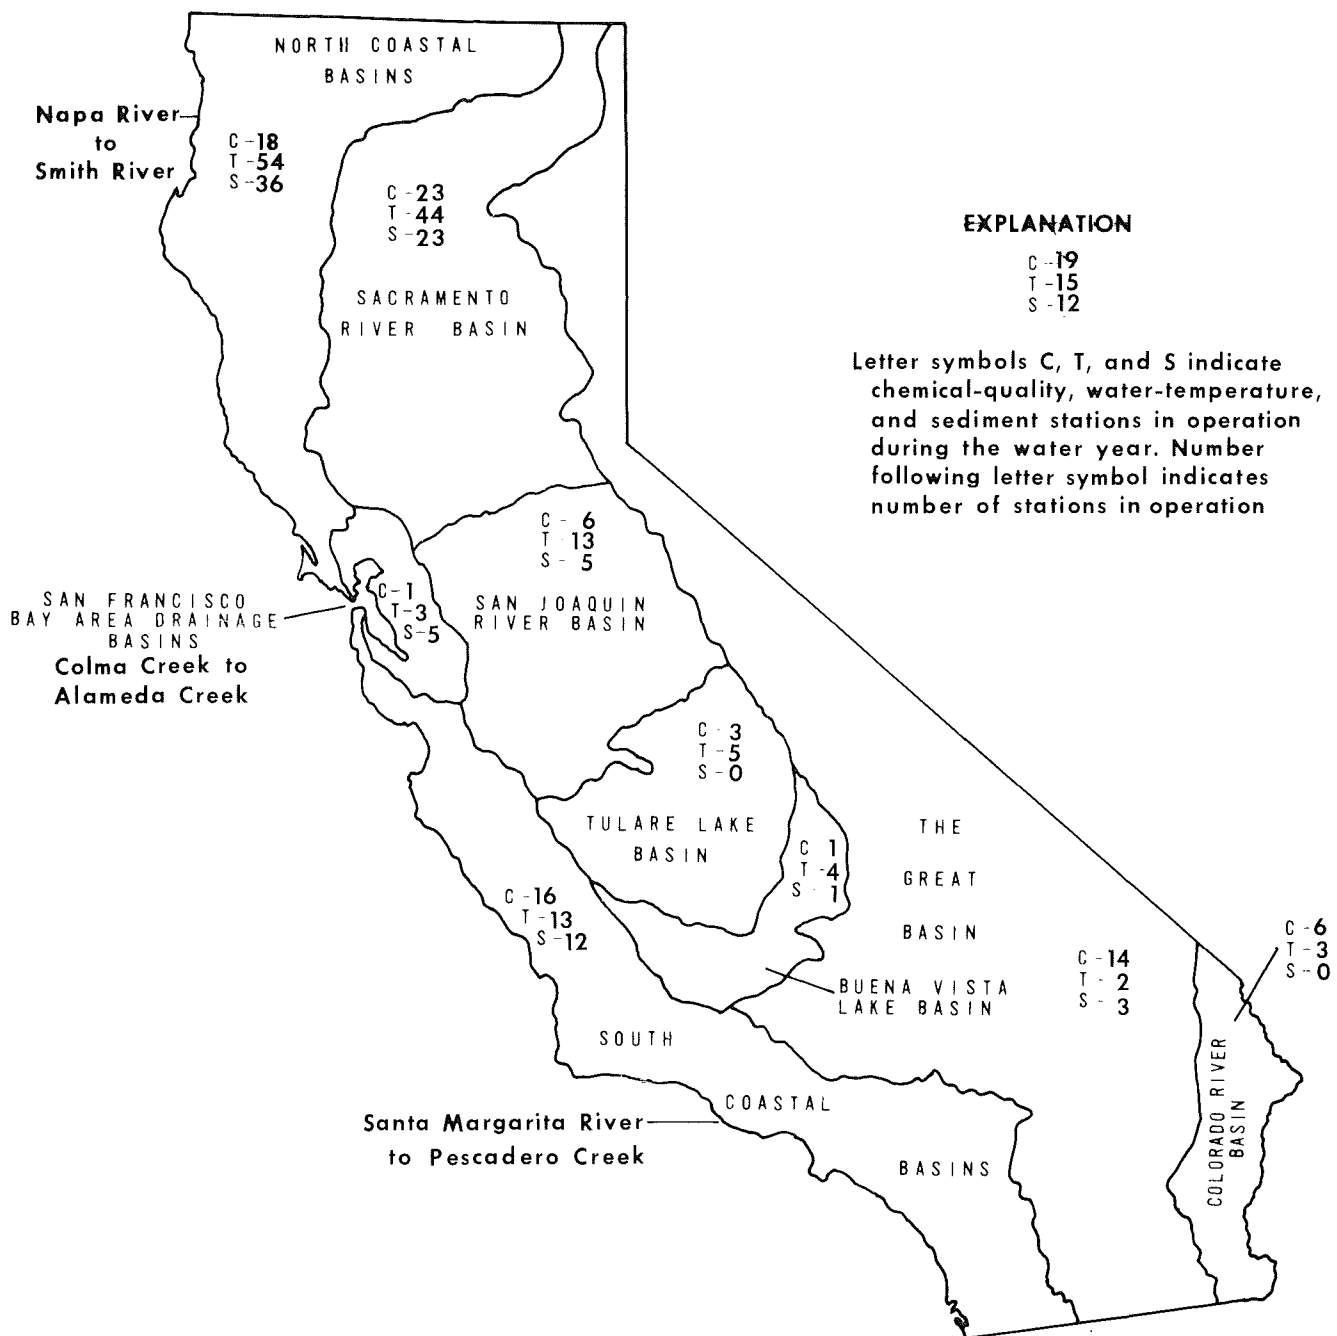 NORTH COASTAL
BASINS
Napa River
to
Smith River
C-18
T-54
S-36
C-23
T-44
S-23
SACRAMENTO
RIVER BASIN
EXPLANATION
C-19
T-15
S-12
Letter symbols C, T, and S indicate
chemical-quality, water-temperature,
and sediment stations in operation
during the water year. Number
following letter symbol indicates
number of stations in operation
C- 6
T 13
S- 5
SAN JOAQUIN
RIVER BASIN
C-1
T-3
S-5
SAN FRANCISCO
BAY AREA DRAINAGE
BASINS
Colma Creek to
Alameda Creek
C-3
T-5
S-0
TULARE LAKE
BASIN
C 1
T-4
S- 1
THE
GREAT
BASIN
C-14
T- 2
S- 3
BUENA VISTA
LAKE BASIN
C-6
T-3
S-0
COLORADO RIVER
BASIN
C-16
T-13
S-12
SOUTH
COASTAL
BASINS
Santa Margarita River
to Pescadero Creek